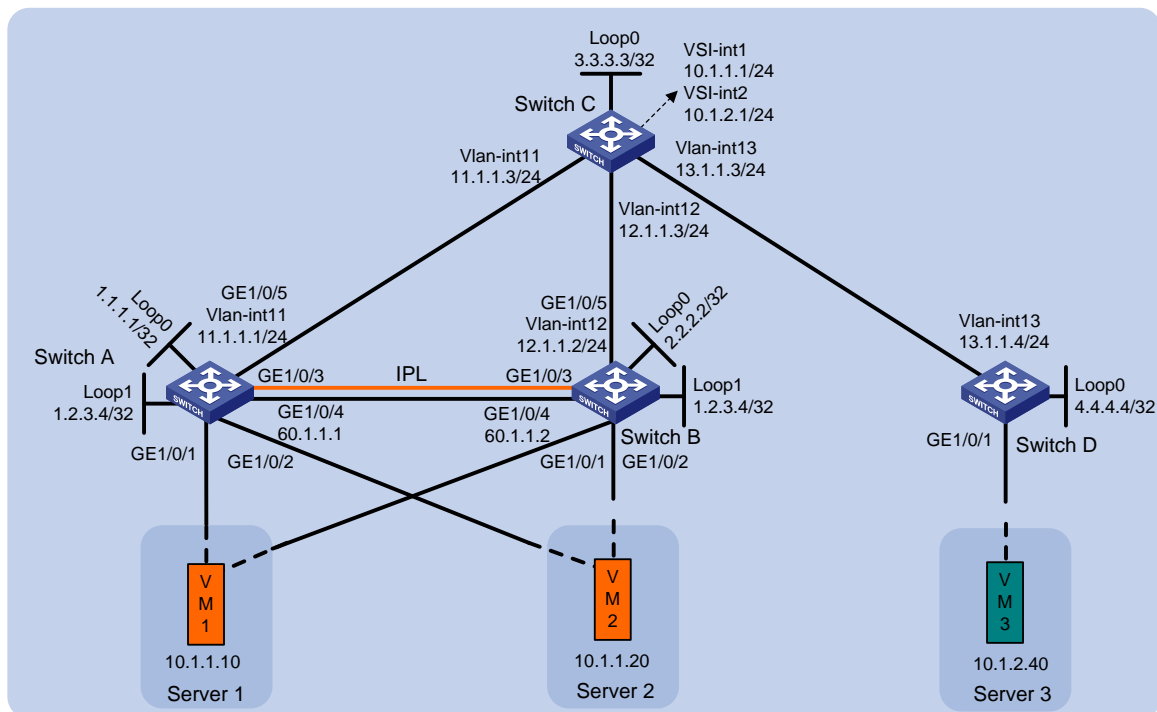 Loop0
3.3.3.3/32
VSI-int1
10.1.1.1/24
VSI-int2
10.1.2.1/24
Switch C
SWITCH
Vlan-int11
11.1.1.3/24
Vlan-int13
13.1.1.3/24
Vlan-int12
12.1.1.3/24
Loop0
1.1.1.1/32
GE1/0/5
Vlan-int11
11.1.1.1/24
GE1/0/5
Vlan-int12
12.1.1.2/24
Loop0
2.2.2.2/32
Vlan-int13
13.1.1.4/24
Switch A
Loop1
1.2.3.4/32
SWITCH
GE1/0/3
IPL
GE1/0/3
SWITCH
Loop1
1.2.3.4/32
SWITCH
Loop0
4.4.4.4/32
GE1/0/4
60.1.1.1
GE1/0/4
60.1.1.2
Switch B
Switch D
GE1/0/1
GE1/0/2
GE1/0/1
GE1/0/2
GE1/0/1
V
M
1
V
M
2
V
M
3
10.1.1.10
10.1.1.20
10.1.2.40
Server 1
Server 2
Server 3